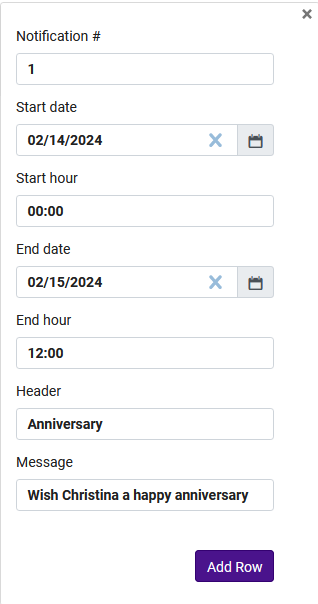 Notification #
1
Start date
02/14/2024
Start hour
00:00
End date
02/15/2024
End hour
12:00
Header
Anniversary
Message
Wish Christina a happy anniversary
Add Row